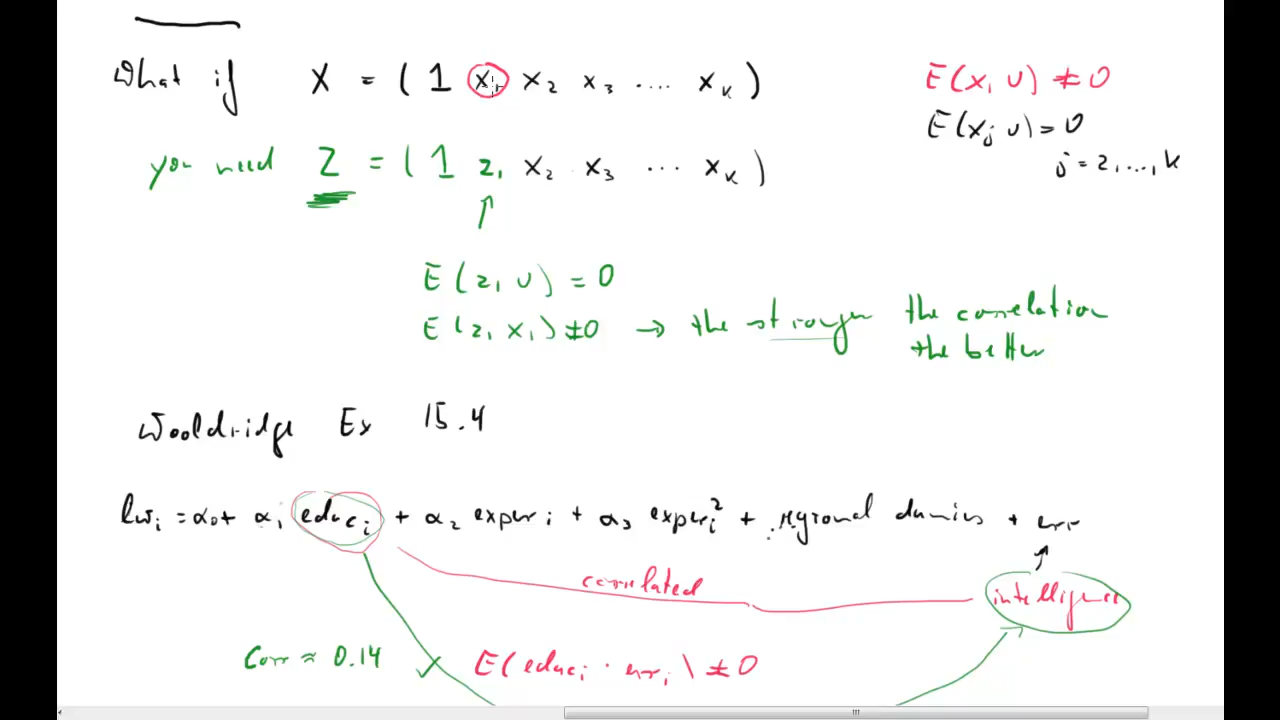 What if X = ( 1 x₁ x₂ x₃ .... xₖ ) E(x₁ u) ≠ 0
E(xⱼ u) = 0
j = 2,...,k
you need Z = ( 1 z₁ x₂ x₃ ... xₖ )
E(z₁ u) = 0
E(z₁ x₁) ≠ 0 → the stronger the correlation
the better
Wooldridge Ex 15.4
lwᵢ = α₀ + α₁ educᵢ + α₂ experᵢ + α₃ experᵢ² + regional dumies + err
correlated
intelligence
Corr ≈ 0.14 ✓ E(educᵢ · errᵢ) ≠ 0